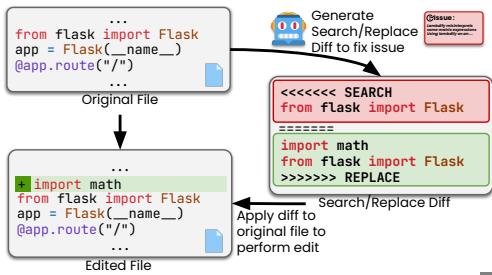 ...
from flask import Flask
app = Flask(__name__)
@app.route("/")
...
Original File
Generate
Search/Replace
Diff to fix issue
Issue:
<<<<<<< SEARCH
from flask import Flask
=======
import math
from flask import Flask
>>>>>>> REPLACE
Search/Replace Diff
...
+ import math
from flask import Flask
app = Flask(__name__)
@app.route("/")
...
Edited File
Apply diff to
original file to
perform edit